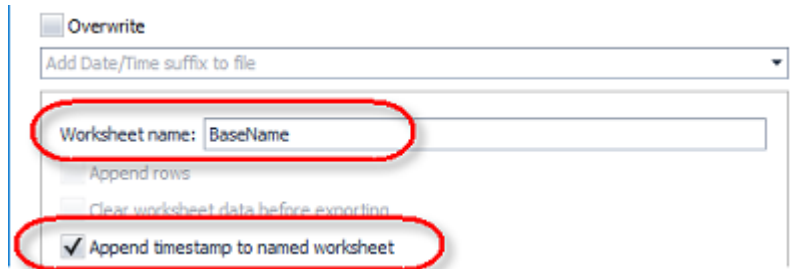 Overwrite
Add Date/Time suffix to file
Worksheet name: BaseName
Append rows
Clear worksheet data before exporting
Append timestamp to named worksheet